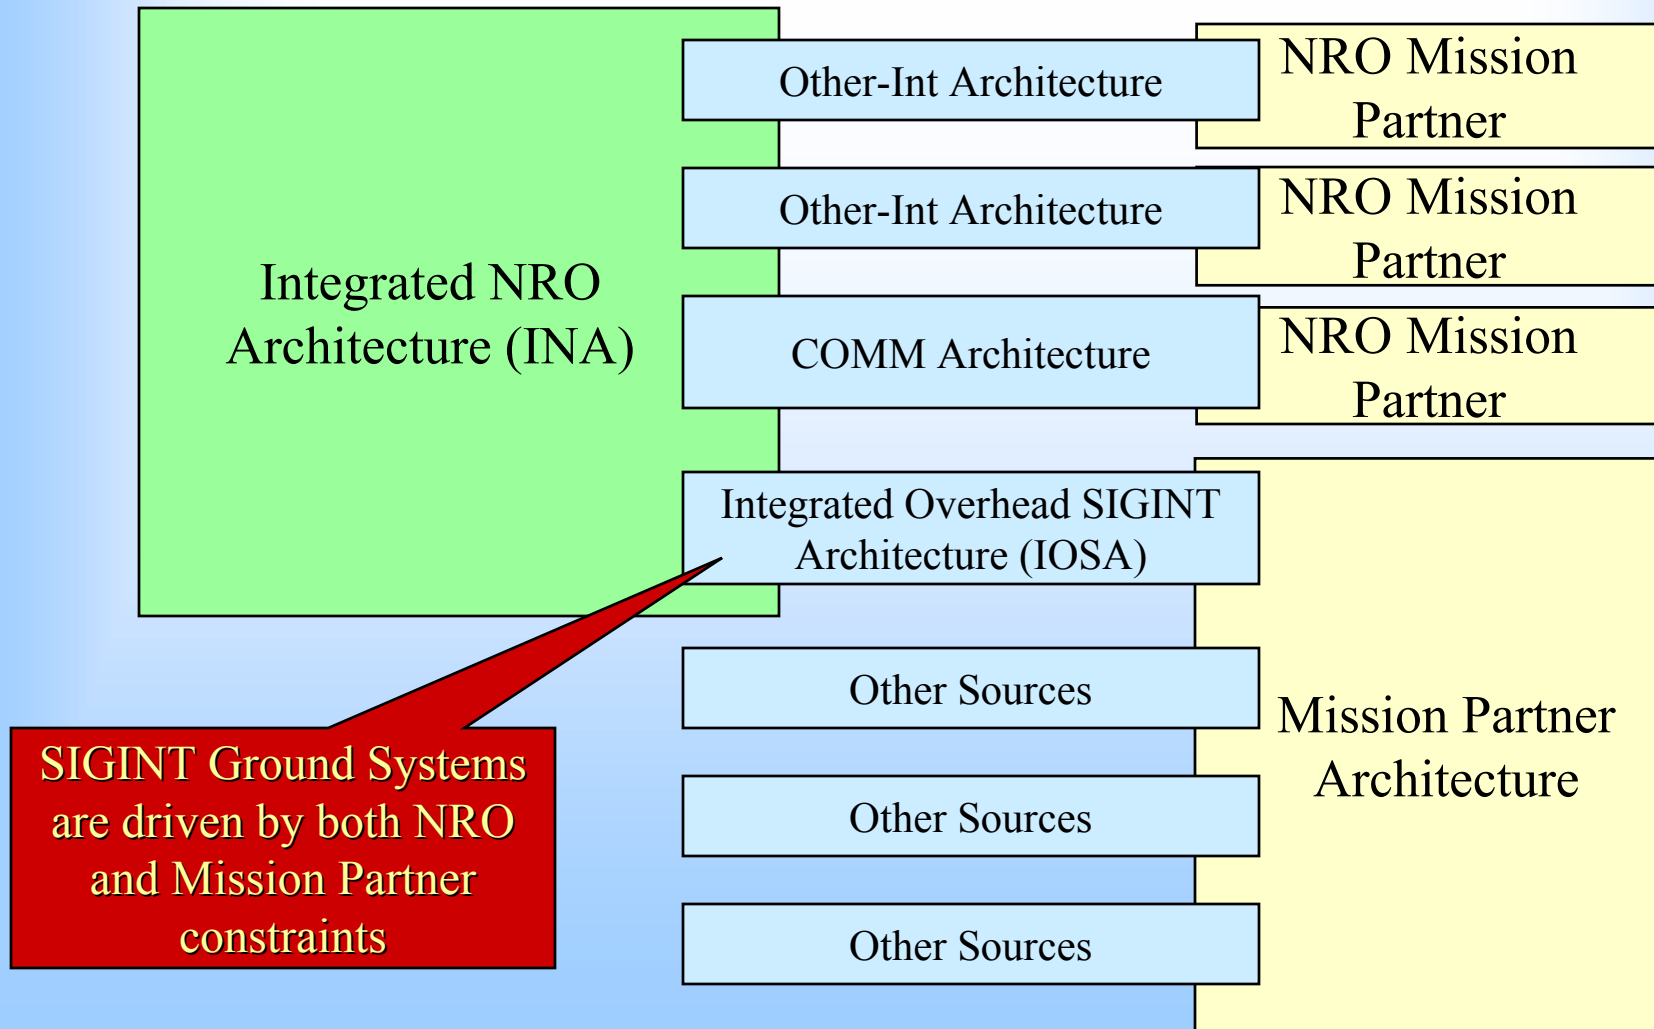 Other-Int Architecture
NRO Mission
Partner
Other-Int Architecture
NRO Mission
Partner
Integrated NRO
Architecture (INA)
COMM Architecture
NRO Mission
Partner
Integrated Overhead SIGINT
Architecture (IOSA)
Other Sources
Mission Partner
Architecture
SIGINT Ground Systems
are driven by both NRO
and Mission Partner
constraints
Other Sources
Other Sources